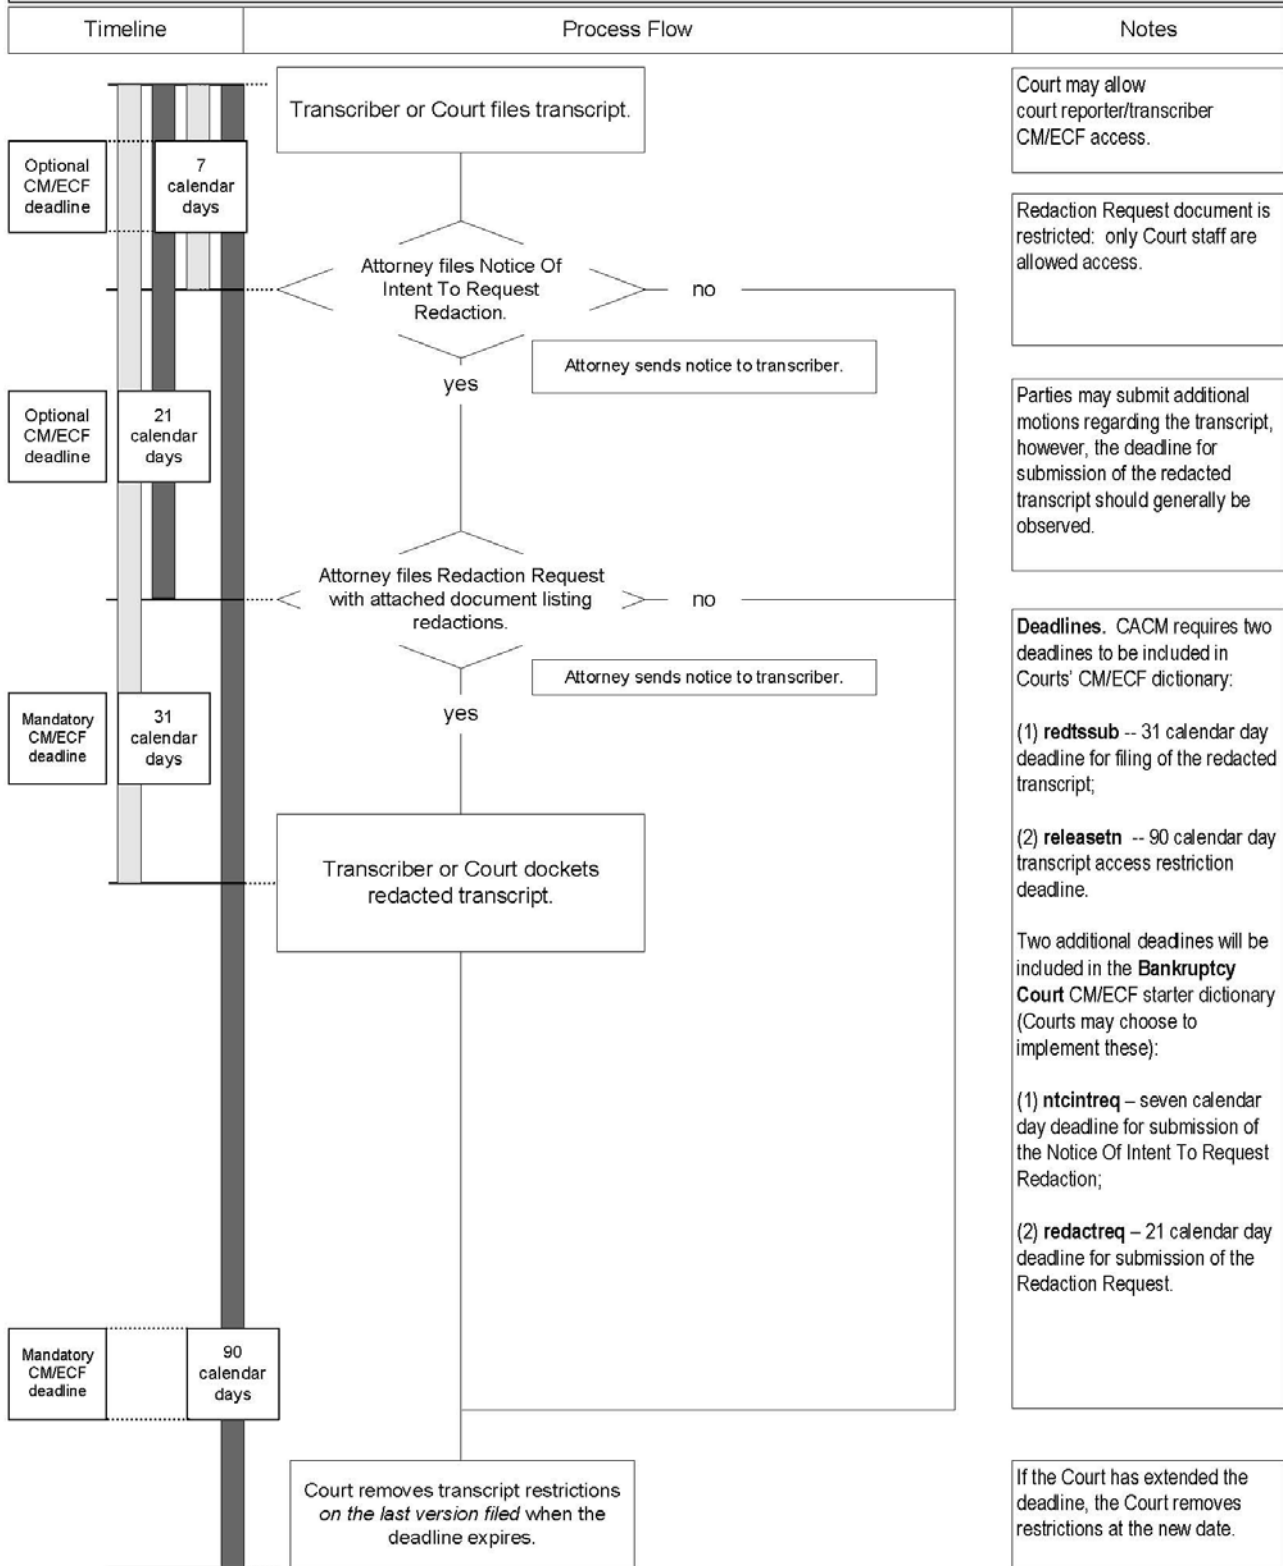 Timeline
Process Flow
Notes
Transcriber or Court files transcript.
Court may allow
court reporter/transcriber
CM/ECF access.
Optional
CM/ECF
deadline
7
calendar
days
Redaction Request document is
restricted: only Court staff are
allowed access.
Attorney files Notice Of
Intent To Request
Redaction.
no
Attorney sends notice to transcriber.
yes
Optional
CM/ECF
deadline
21
calendar
days
Parties may submit additional
motions regarding the transcript,
however, the deadline for
submission of the redacted
transcript should generally be
observed.
Attorney files Redaction Request
with attached document listing
redactions.
no
Attorney sends notice to transcriber.
yes
Mandatory
CM/ECF
deadline
31
calendar
days
Deadlines. CACM requires two
deadlines to be included in
Courts' CM/ECF dictionary:
(1) redtssub -- 31 calendar day
deadline for filing of the redacted
transcript;
(2) releasetn -- 90 calendar day
transcript access restriction
deadline.
Two additional deadlines will be
included in the Bankruptcy
Court CM/ECF starter dictionary
(Courts may choose to
implement these):
(1) ntcintreq – seven calendar
day deadline for submission of
the Notice Of Intent To Request
Redaction;
(2) redactreq – 21 calendar day
deadline for submission of the
Redaction Request.
Transcriber or Court dockets
redacted transcript.
Mandatory
CM/ECF
deadline
90
calendar
days
Court removes transcript restrictions
on the last version filed when the
deadline expires.
If the Court has extended the
deadline, the Court removes
restrictions at the new date.